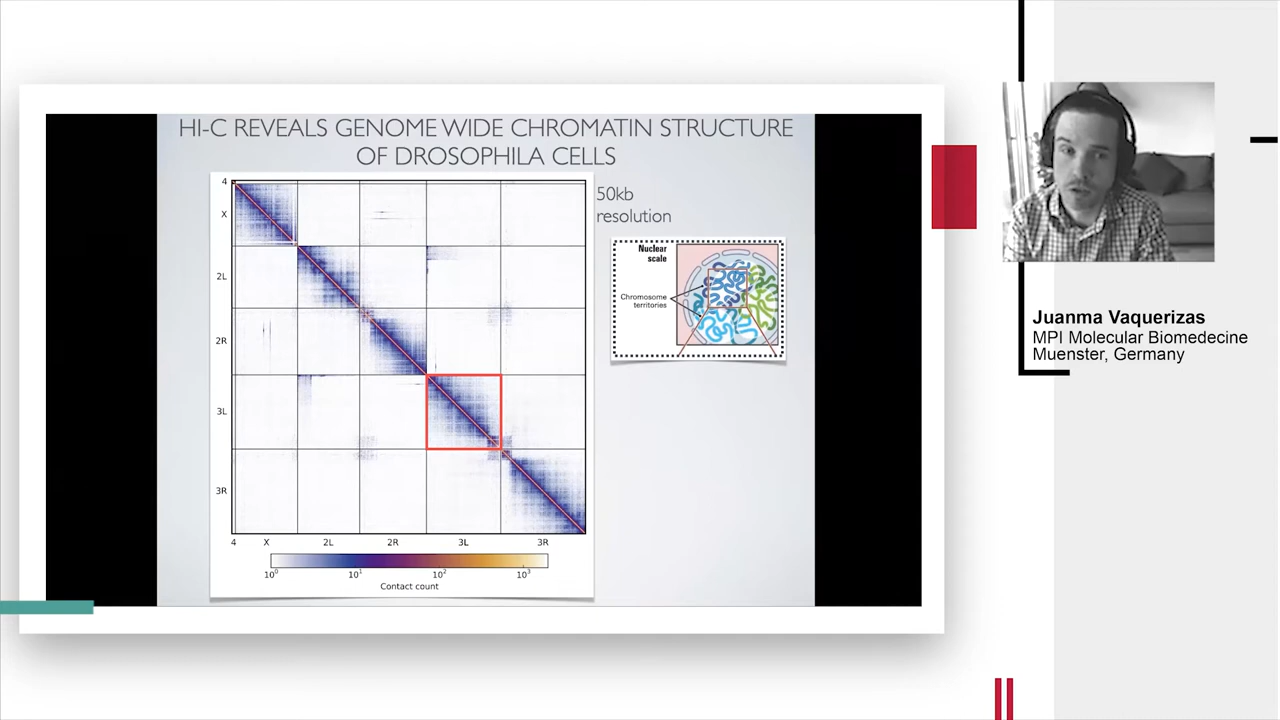 HI-C REVEALS GENOME WIDE CHROMATIN STRUCTURE
OF DROSOPHILA CELLS
50kb
resolution
4
X
2L
2R
3L
3R
4 X 2L 2R 3L 3R
10⁰ 10¹ 10² 10³
Contact count
Nuclear
scale
Chromosome
territories
Juanma Vaquerizas
MPI Molecular Biomedecine
Muenster, Germany